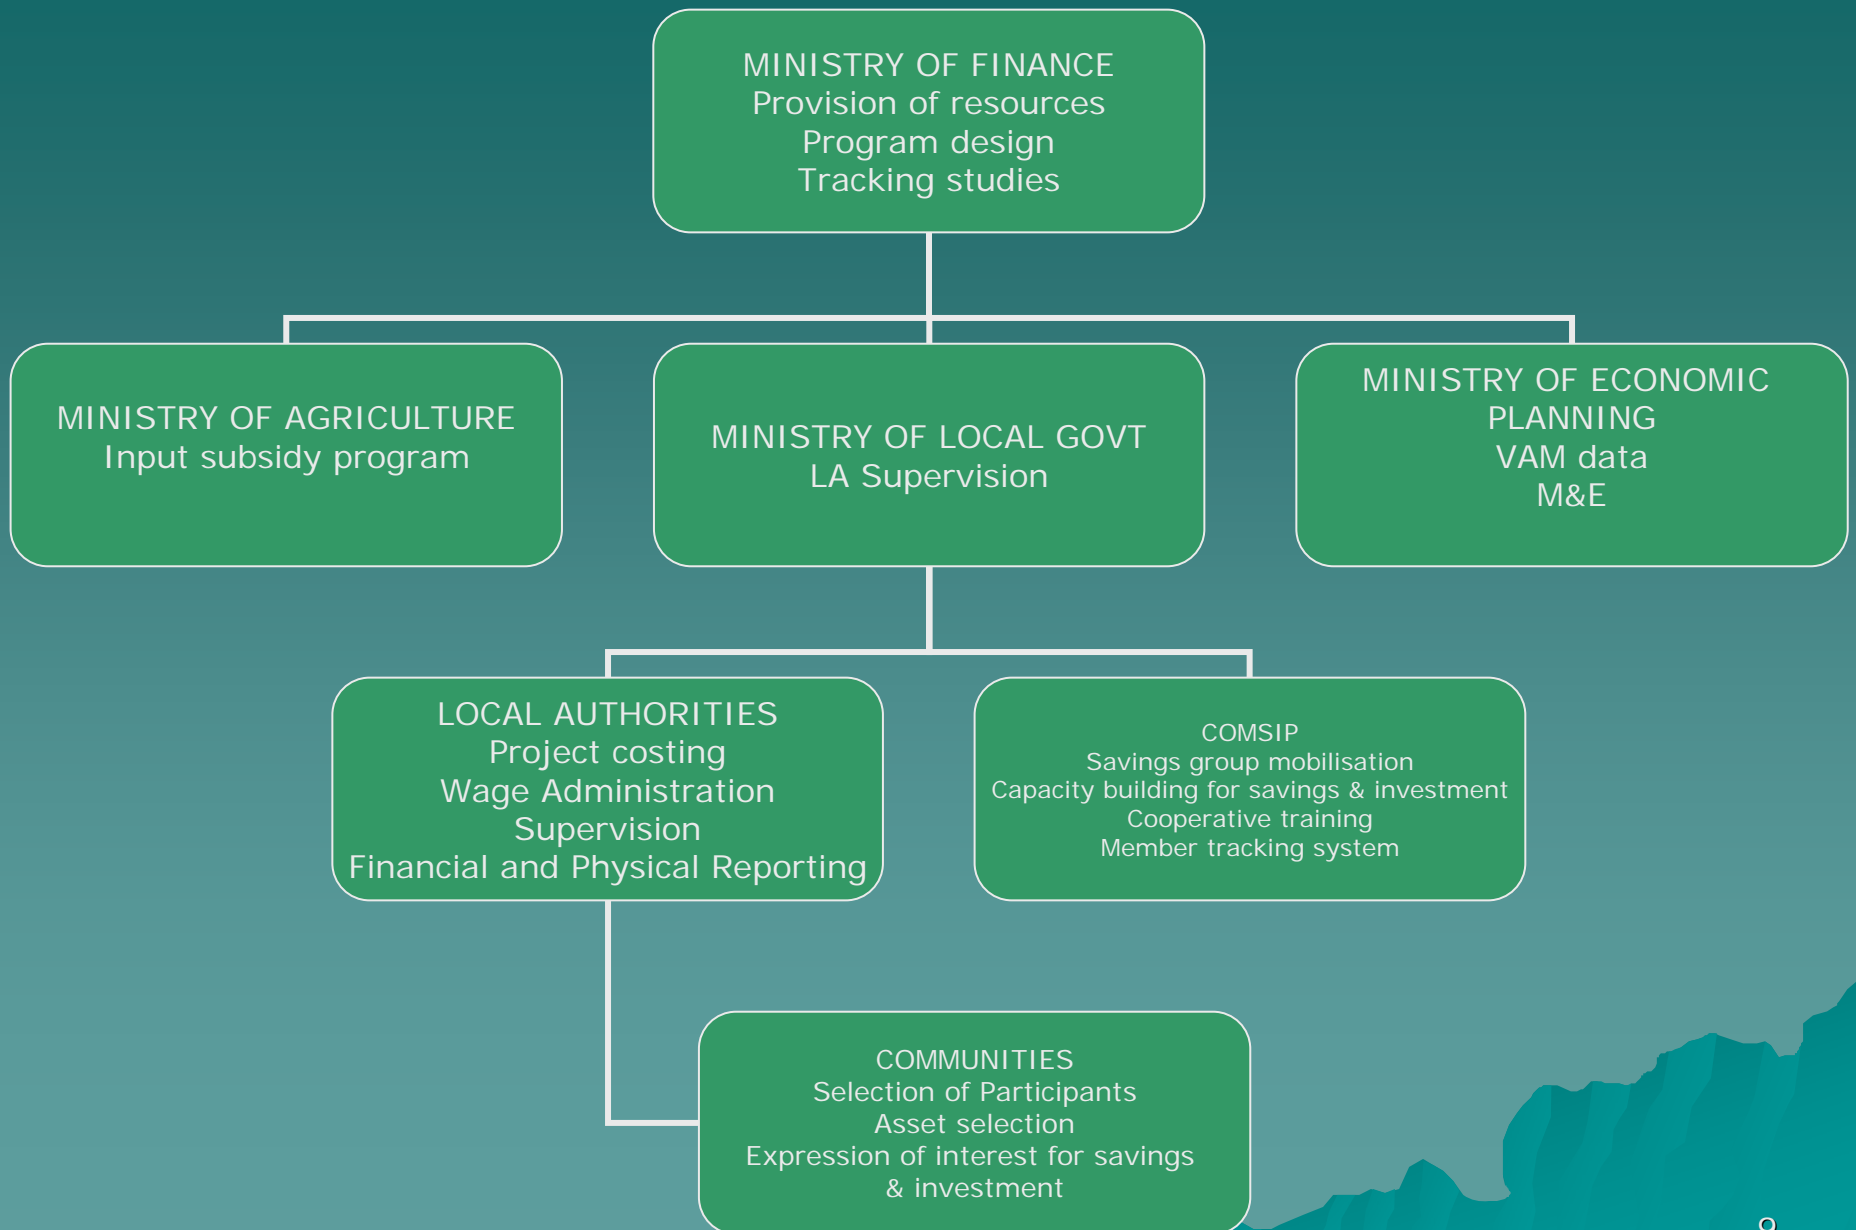 MINISTRY OF FINANCE
Provision of resources
Program design
Tracking studies
MINISTRY OF AGRICULTURE
Input subsidy program
MINISTRY OF LOCAL GOVT
LA Supervision
MINISTRY OF ECONOMIC
PLANNING
VAM data
M&E
LOCAL AUTHORITIES
Project costing
Wage Administration
Supervision
Financial and Physical Reporting
COMSIP
Savings group mobilisation
Capacity building for savings & investment
Cooperative training
Member tracking system
COMMUNITIES
Selection of Participants
Asset selection
Expression of interest for savings
& investment